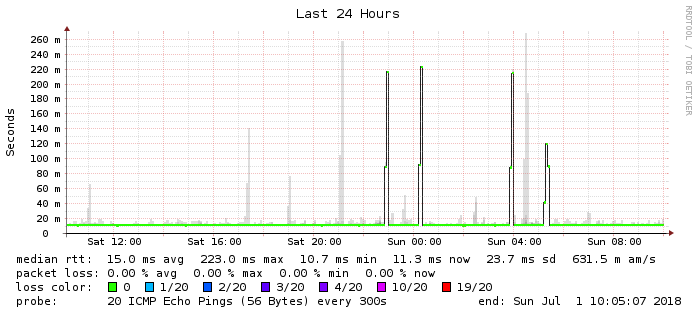 Last 24 Hours
RRDTOOL / TOBI OETIKER
Seconds
260 m
240 m
220 m
200 m
180 m
160 m
140 m
120 m
100 m
80 m
60 m
40 m
20 m
0
Sat 12:00 Sat 16:00 Sat 20:00 Sun 00:00 Sun 04:00 Sun 08:00
median rtt: 15.0 ms avg 223.0 ms max 10.7 ms min 11.3 ms now 23.7 ms sd 631.5 m am/s
packet loss: 0.00 % avg 0.00 % max 0.00 % min 0.00 % now
loss color: 0 1/20 2/20 3/20 4/20 10/20 19/20
probe: 20 ICMP Echo Pings (56 Bytes) every 300s end: Sun Jul 1 10:05:07 2018